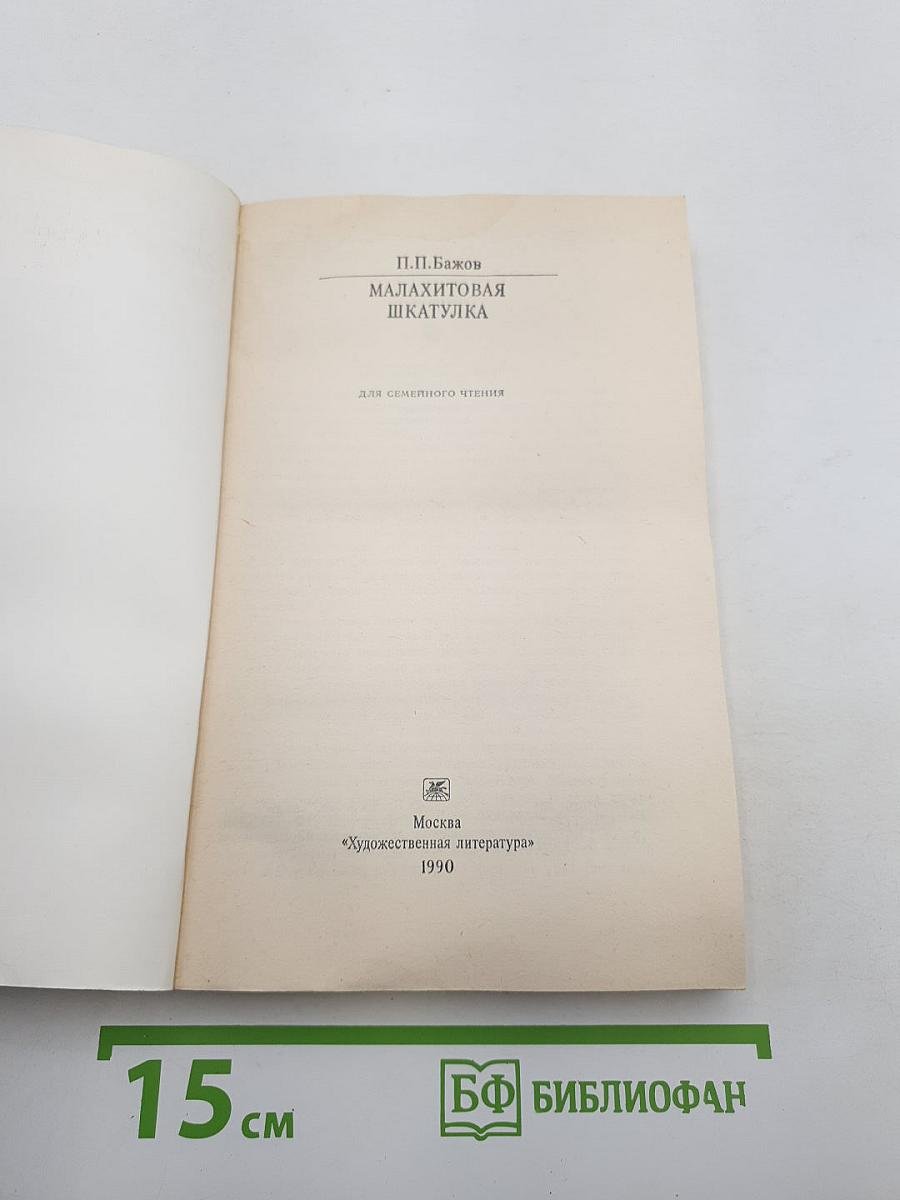 П.П.Бажов
МАЛАХИТОВАЯ
ШКАТУЛКА
ДЛЯ СЕМЕЙНОГО ЧТЕНИЯ
Москва
«Художественная литература»
1990
15 см
БФ БИБЛИОФАН